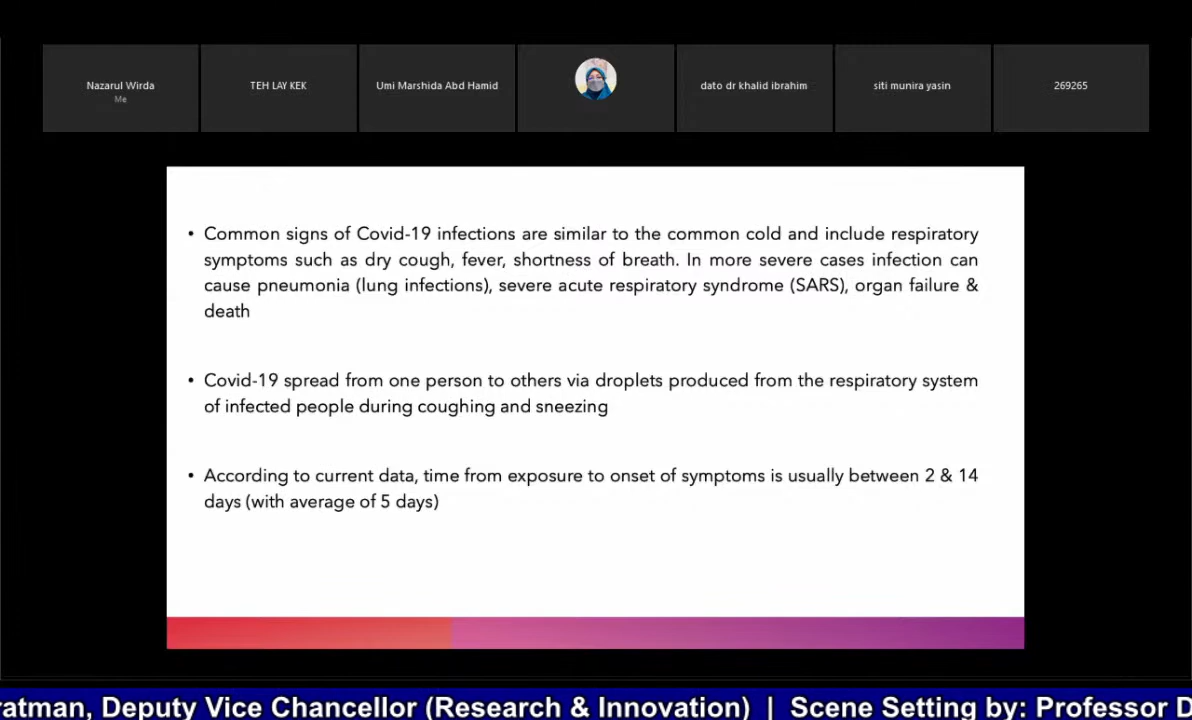 Nazarul Wirda
Me
TEH LAY KEK
Umi Marshida Abd Hamid
dato dr khalid ibrahim
siti munira yasin
269265
• Common signs of Covid-19 infections are similar to the common cold and include respiratory
symptoms such as dry cough, fever, shortness of breath. In more severe cases infection can
cause pneumonia (lung infections), severe acute respiratory syndrome (SARS), organ failure &
death
• Covid-19 spread from one person to others via droplets produced from the respiratory system
of infected people during coughing and sneezing
• According to current data, time from exposure to onset of symptoms is usually between 2 & 14
days (with average of 5 days)
ratman, Deputy Vice Chancellor (Research & Innovation) | Scene Setting by: Professor D